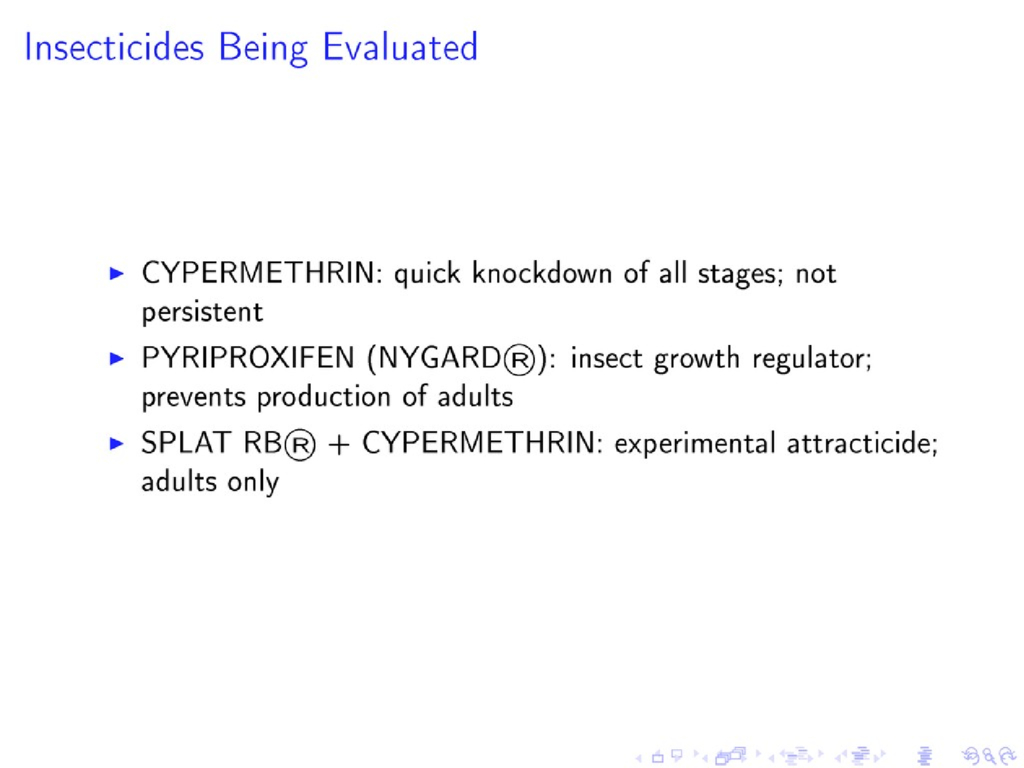 Insecticides Being Evaluated
CYPERMETHRIN: quick knockdown of all stages; not
persistent
PYRIPROXIFEN (NYGARD®): insect growth regulator;
prevents production of adults
SPLAT RB® + CYPERMETHRIN: experimental attracticide;
adults only